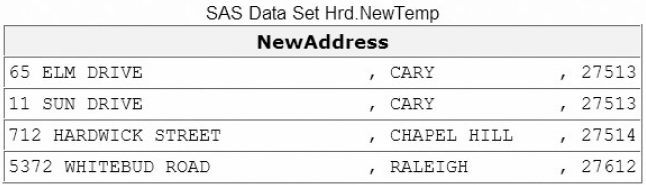 SAS Data Set Hrd.NewTemp
NewAddress
65 ELM DRIVE , CARY , 27513
11 SUN DRIVE , CARY , 27513
712 HARDWICK STREET , CHAPEL HILL , 27514
5372 WHITEBUD ROAD , RALEIGH , 27612